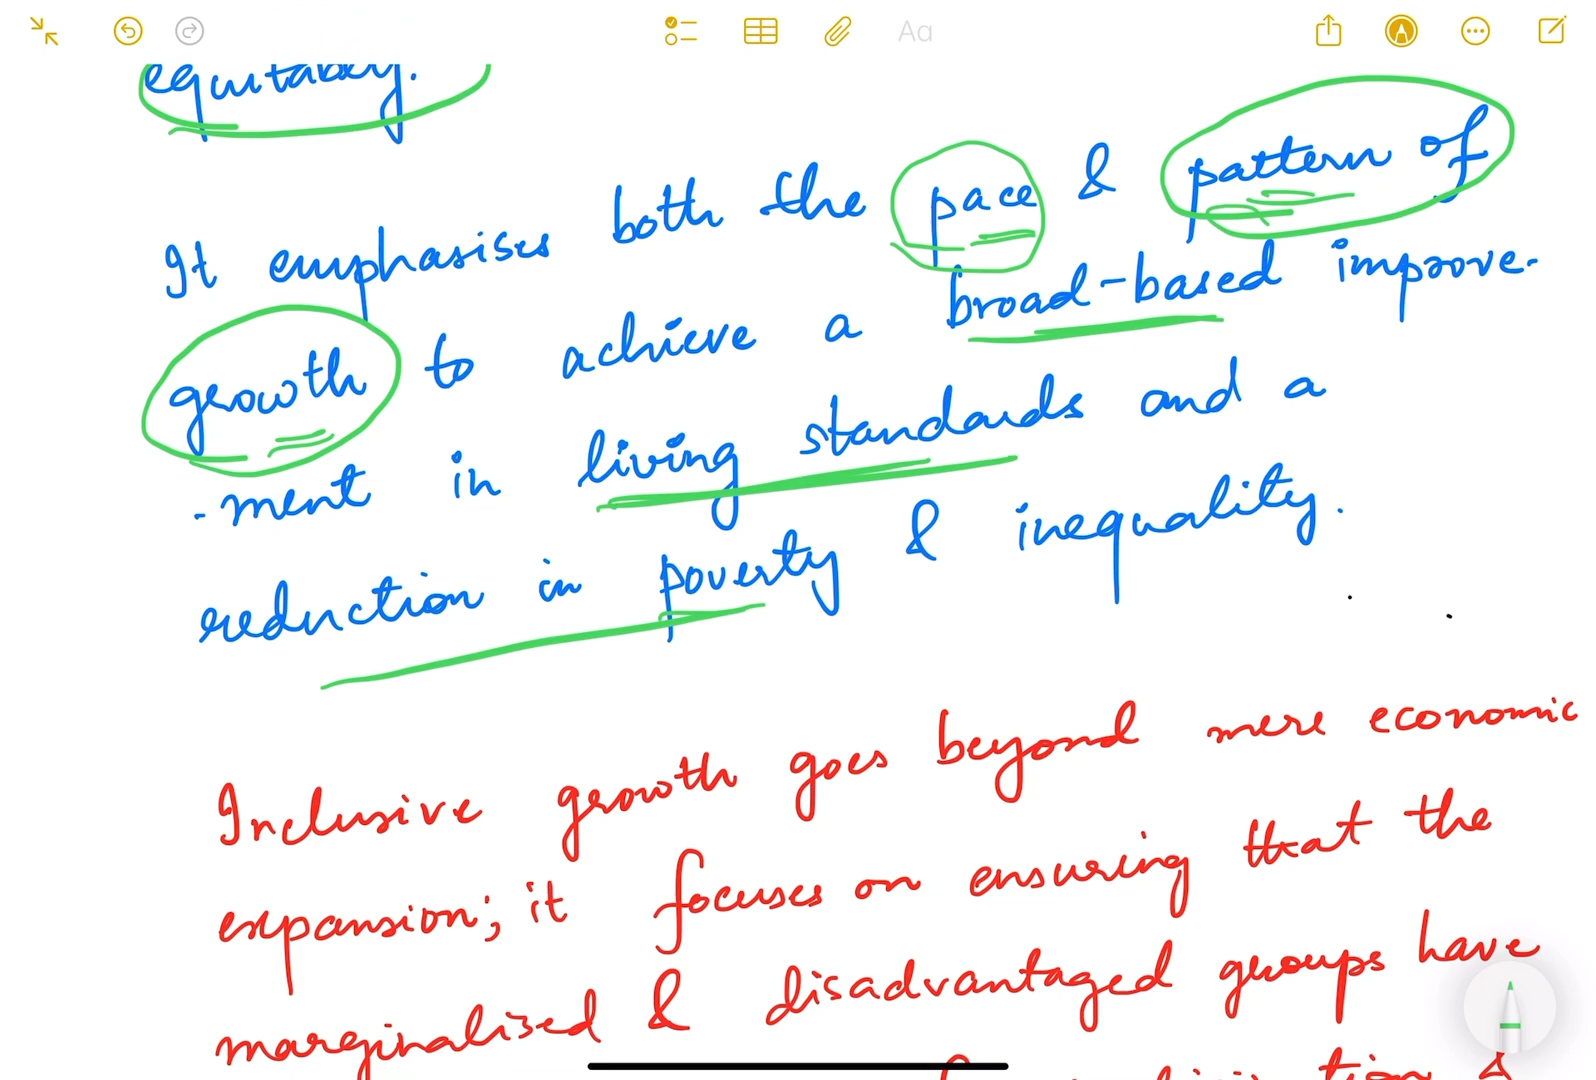 Aa
equitably.
It emphasises both the pace & pattern of
growth to achieve a broad-based improve-
-ment in living standards and a
reduction in poverty & inequality.
Inclusive growth goes beyond mere economic
expansion; it focuses on ensuring that the
marginalised & disadvantaged groups have